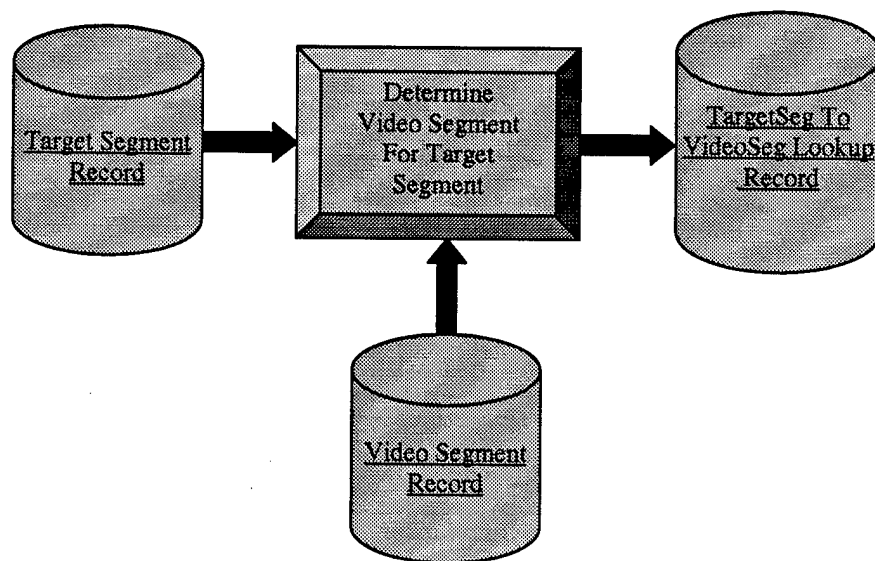 Target Segment
Record
Determine
Video Segment
For Target
Segment
TargetSeg To
VideoSeg Lookup
Record
Video Segment
Record